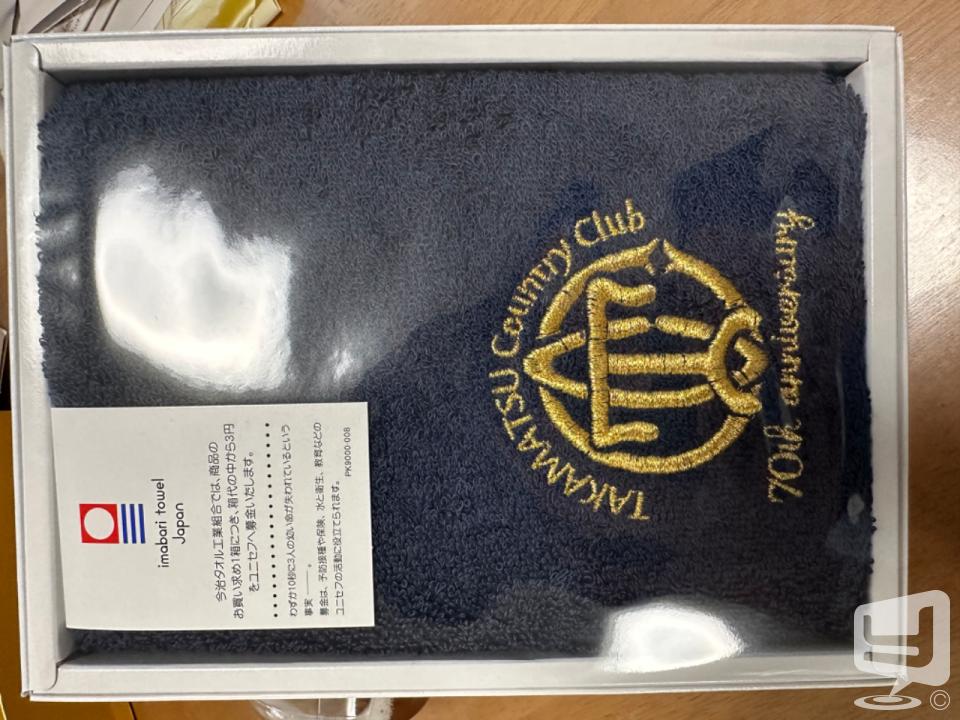 TAKAMATSU Country Club
70th anniversary
imabari towel
Japan
今治タオル工業組合では、商品の
お買い求め1箱につき、箱代の中から3円
をユニセフへ募金いたします。
わずか10秒に3人の幼い命が失われているという
事実――。
募金は、予防接種や保険、水と衛生、教育などの
ユニセフの活動に役立てられます。
PK9000-008
©